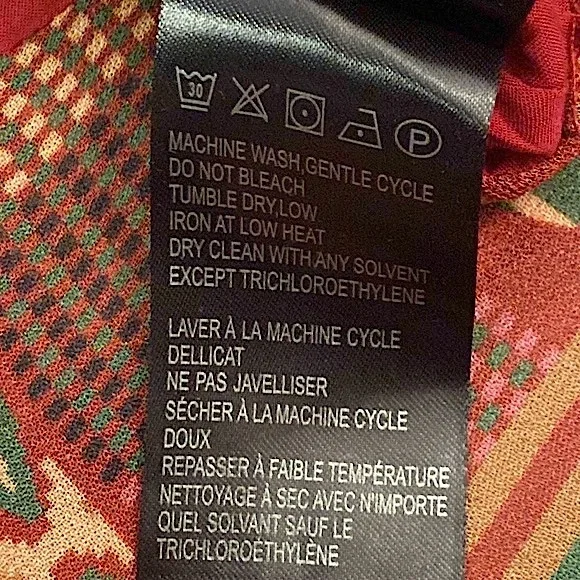 30 P
MACHINE WASH,GENTLE CYCLE
DO NOT BLEACH
TUMBLE DRY,LOW
IRON AT LOW HEAT
DRY CLEAN WITH ANY SOLVENT
EXCEPT TRICHLOROETHYLENE
LAVER À LA MACHINE CYCLE
DELLICAT
NE PAS JAVELLISER
SÉCHER À LA MACHINE CYCLE
DOUX
REPASSER À FAIBLE TEMPÉRATURE
NETTOYAGE À SEC AVEC N'IMPORTE
QUEL SOLVANT SAUF LE
TRICHLOROÉTHYLÈNE